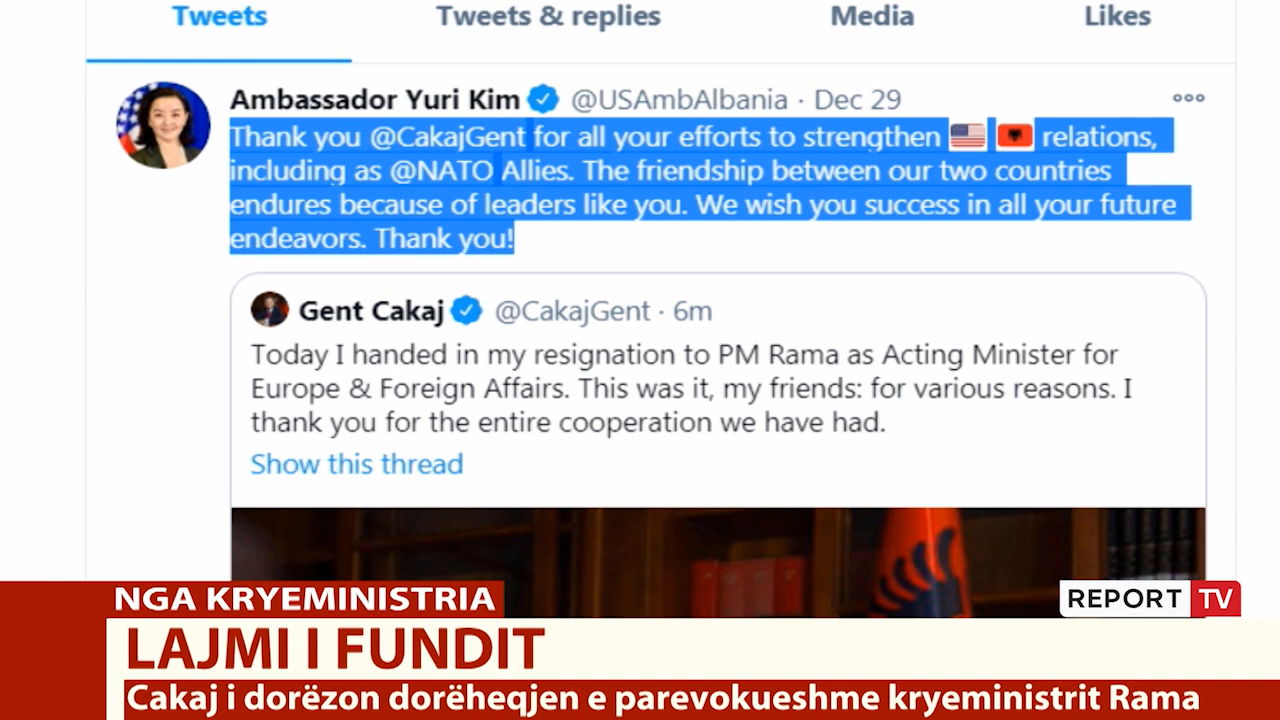 Tweets Tweets & replies Media Likes
Ambassador Yuri Kim @USAmbAlbania · Dec 29
Thank you @CakajGent for all your efforts to strengthen 🇺🇸 🇦🇱 relations,
including as @NATO Allies. The friendship between our two countries
endures because of leaders like you. We wish you success in all your future
endeavors. Thank you!
Gent Cakaj @CakajGent · 6m
Today I handed in my resignation to PM Rama as Acting Minister for
Europe & Foreign Affairs. This was it, my friends: for various reasons. I
thank you for the entire cooperation we have had.
Show this thread
NGA KRYEMINISTRIA
REPORT TV
LAJMI I FUNDIT
Cakaj i dorëzon dorëheqjen e parevokueshme kryeministrit Rama